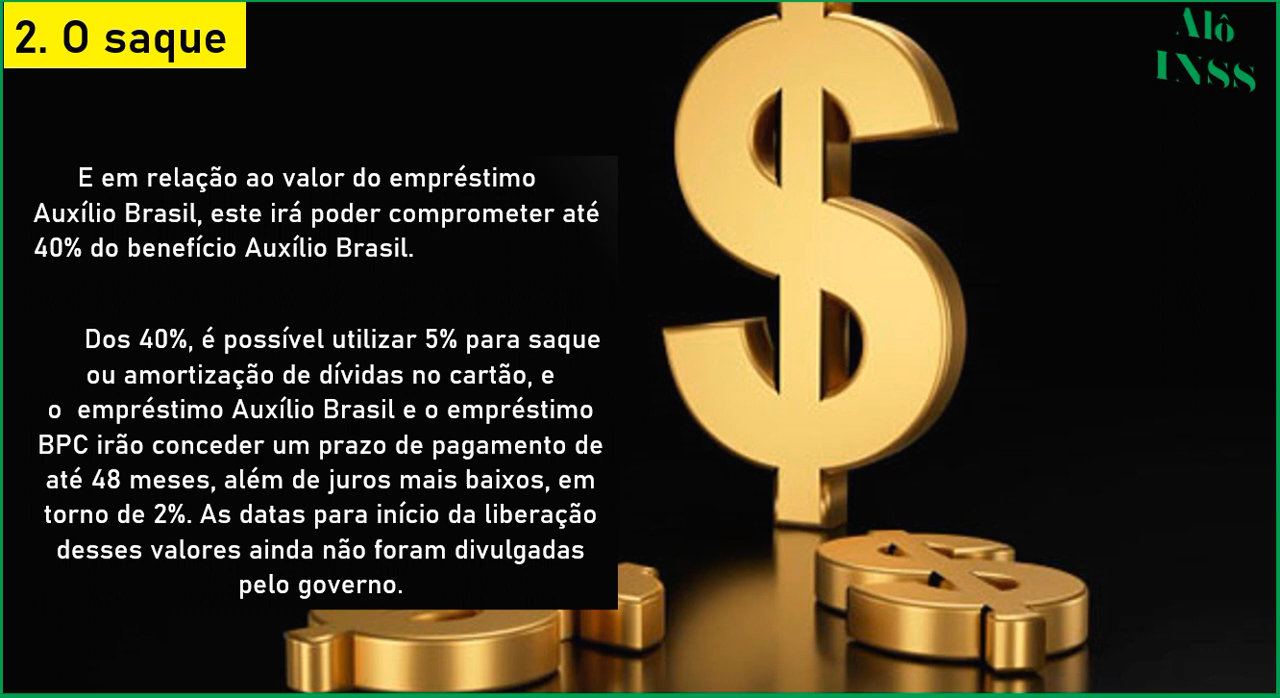 2. O saque
Alô
INSS
E em relação ao valor do empréstimo
Auxílio Brasil, este irá poder comprometer até
40% do benefício Auxílio Brasil.
Dos 40%, é possível utilizar 5% para saque
ou amortização de dívidas no cartão, e
o empréstimo Auxílio Brasil e o empréstimo
BPC irão conceder um prazo de pagamento de
até 48 meses, além de juros mais baixos, em
torno de 2%. As datas para início da liberação
desses valores ainda não foram divulgadas
pelo governo.